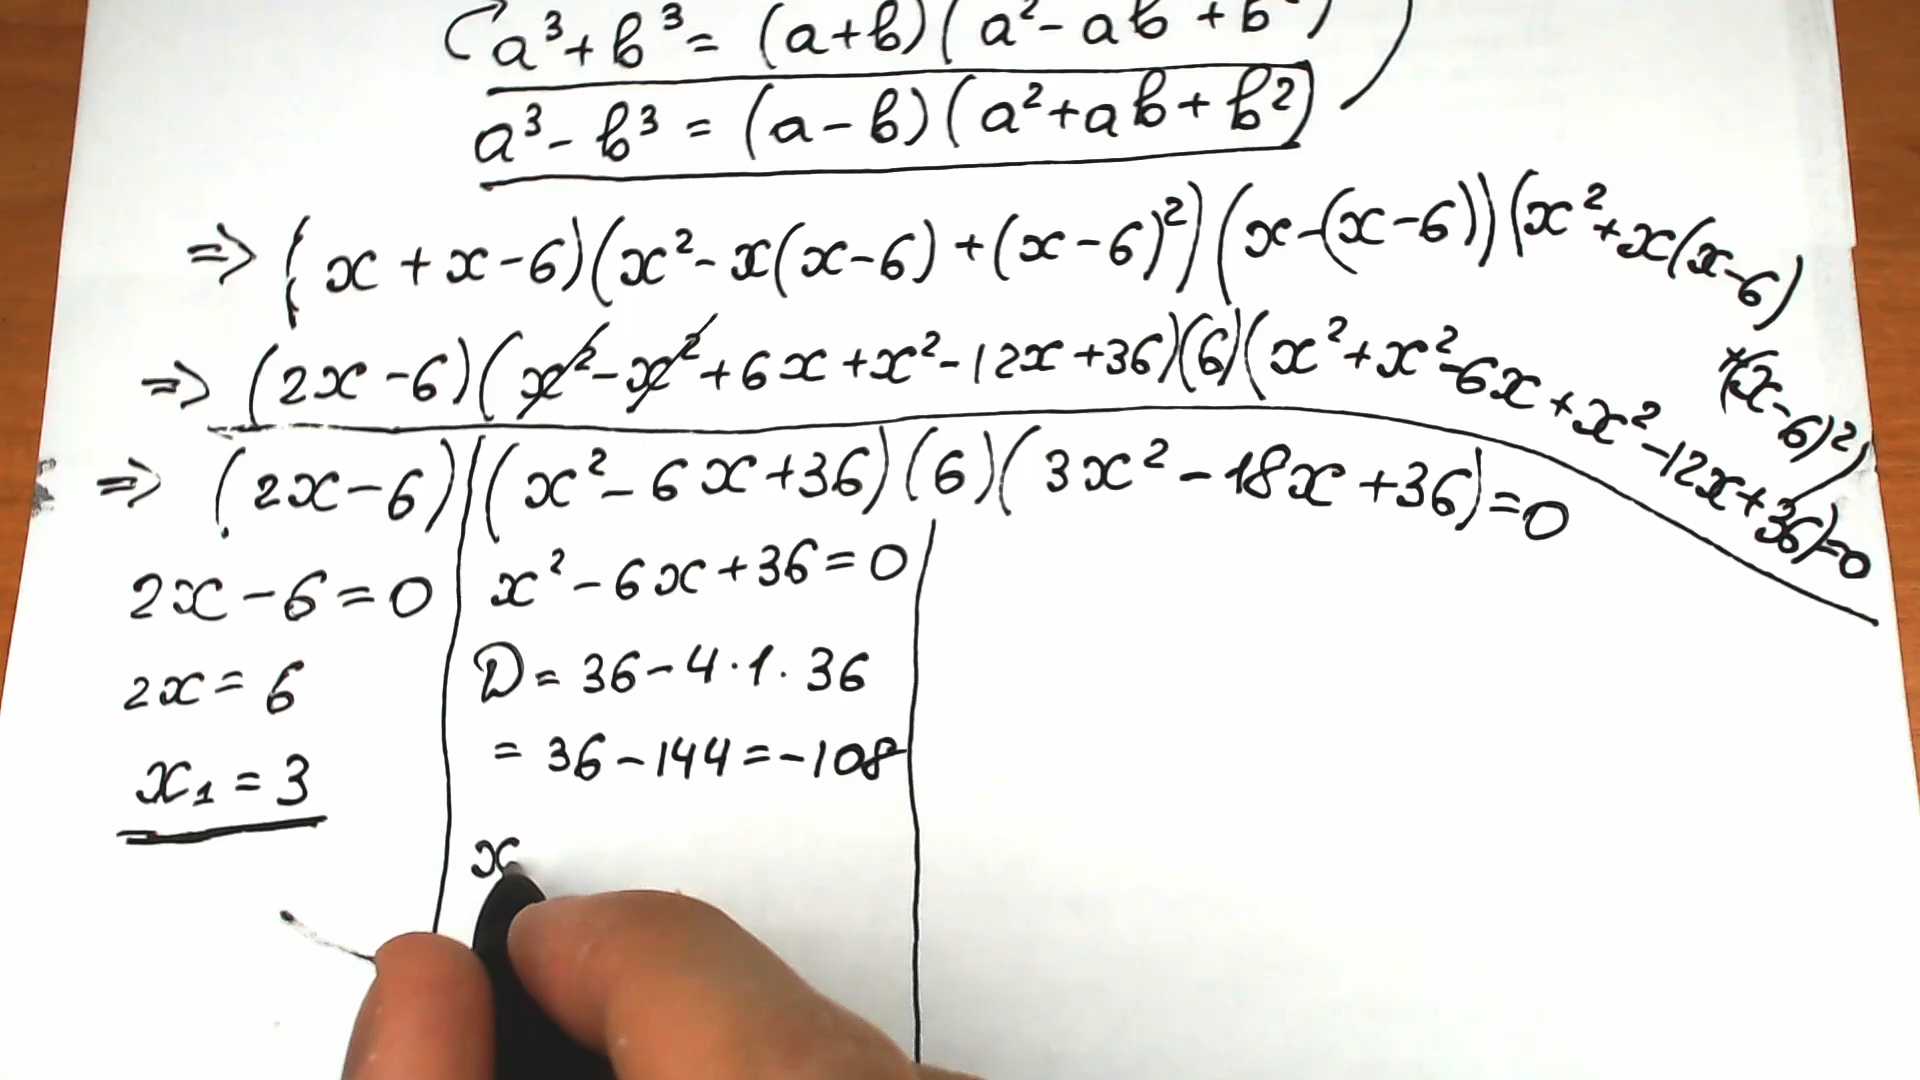 a³+b³ = (a+b)(a²-ab+b²)
a³-b³ = (a-b)(a²+ab+b²)
=> (x+x-6)(x²-x(x-6)+(x-6)²)(x-(x-6))(x²+x(x-6)
+(x-6)²)
=> (2x-6)(x²-x²+6x+x²-12x+36)(6)(x²+x²-6x+x²-12x+36)=0
=> (2x-6)(x²-6x+36)(6)(3x²-18x+36)=0
2x-6=0
2x=6
x₁=3
x²-6x+36=0
D=36-4·1·36
=36-144=-108
x